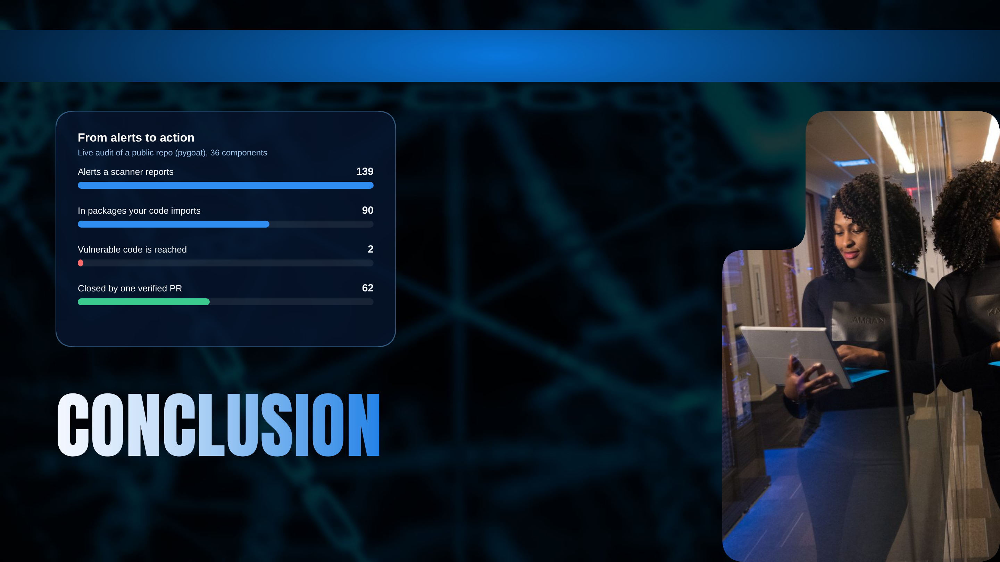 From alerts to action
Live audit of a public repo (pygoat), 36 components
Alerts a scanner reports 139
In packages your code imports 90
Vulnerable code is reached 2
Closed by one verified PR 62
CONCLUSION